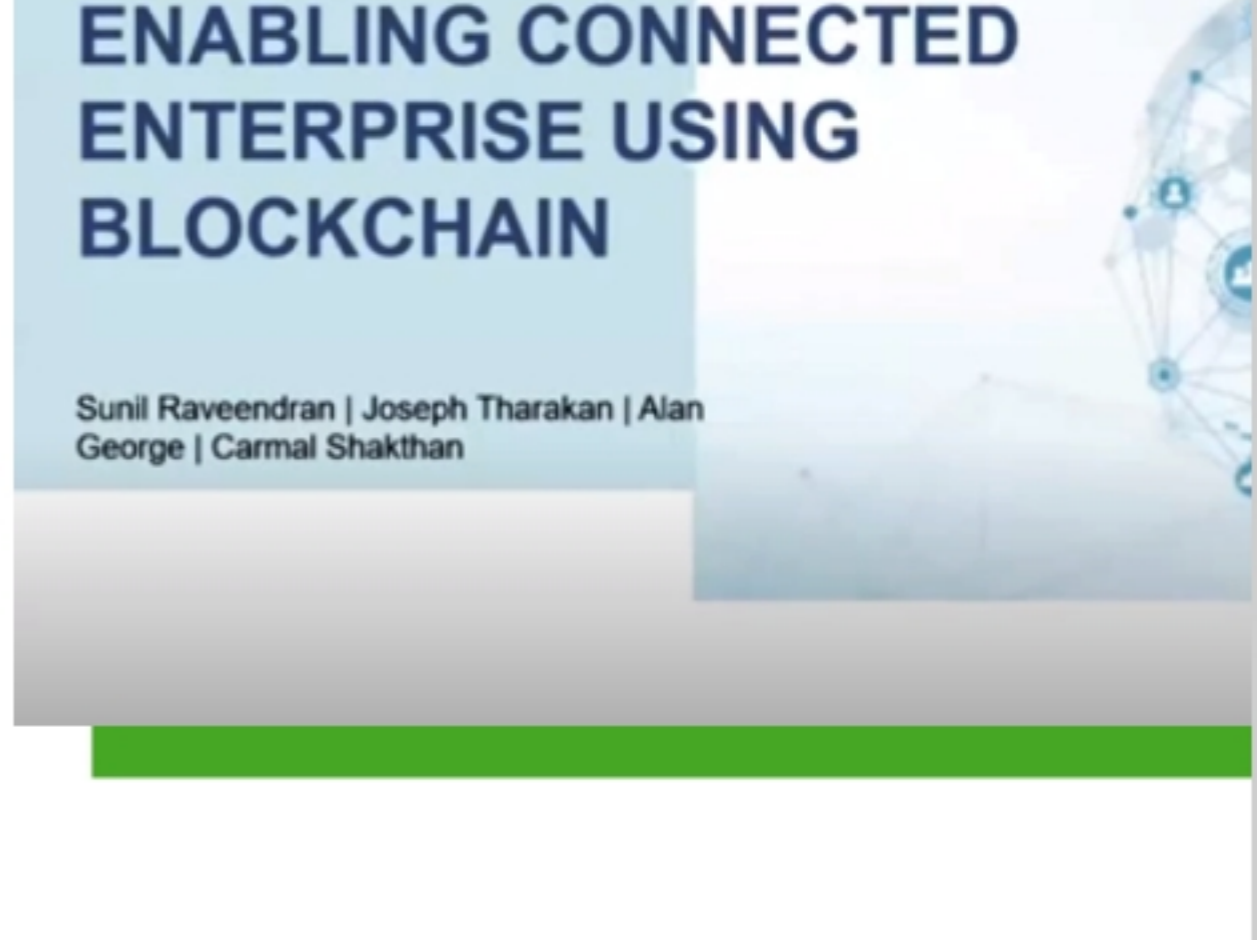 ENABLING CONNECTED
ENTERPRISE USING
BLOCKCHAIN
Sunil Raveendran | Joseph Tharakan | Alan
George | Carmal Shakthan